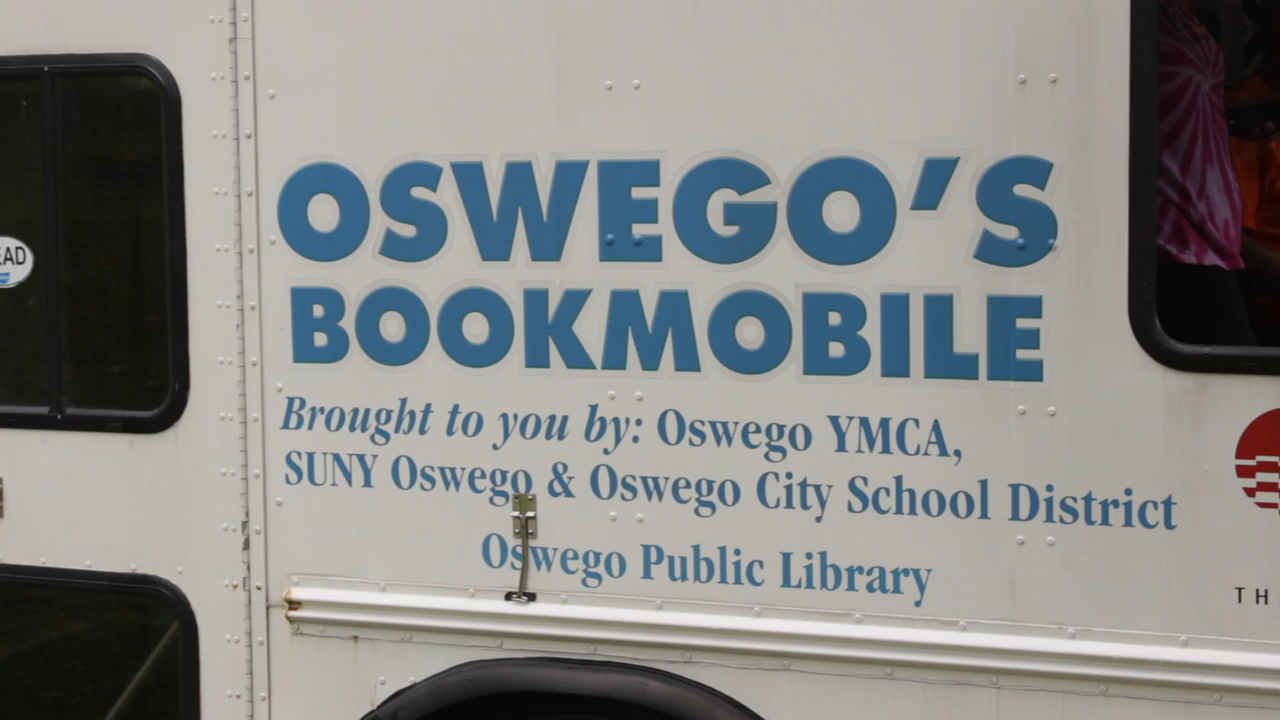 OSWEGO'S
BOOKMOBILE
Brought to you by: Oswego YMCA,
SUNY Oswego & Oswego City School District
Oswego Public Library